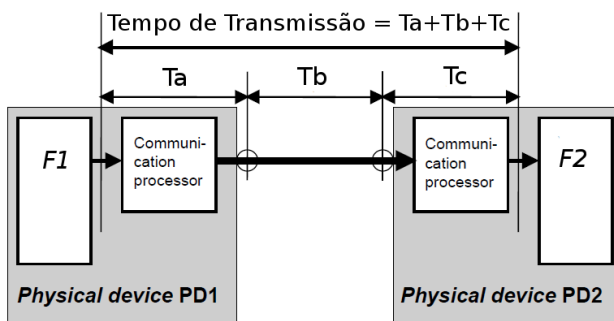 Tempo de Transmissão = Ta+Tb+Tc
Ta
Tb
Tc
F1
Communi-
cation
processor
Communi-
cation
processor
F2
Physical device PD1
Physical device PD2